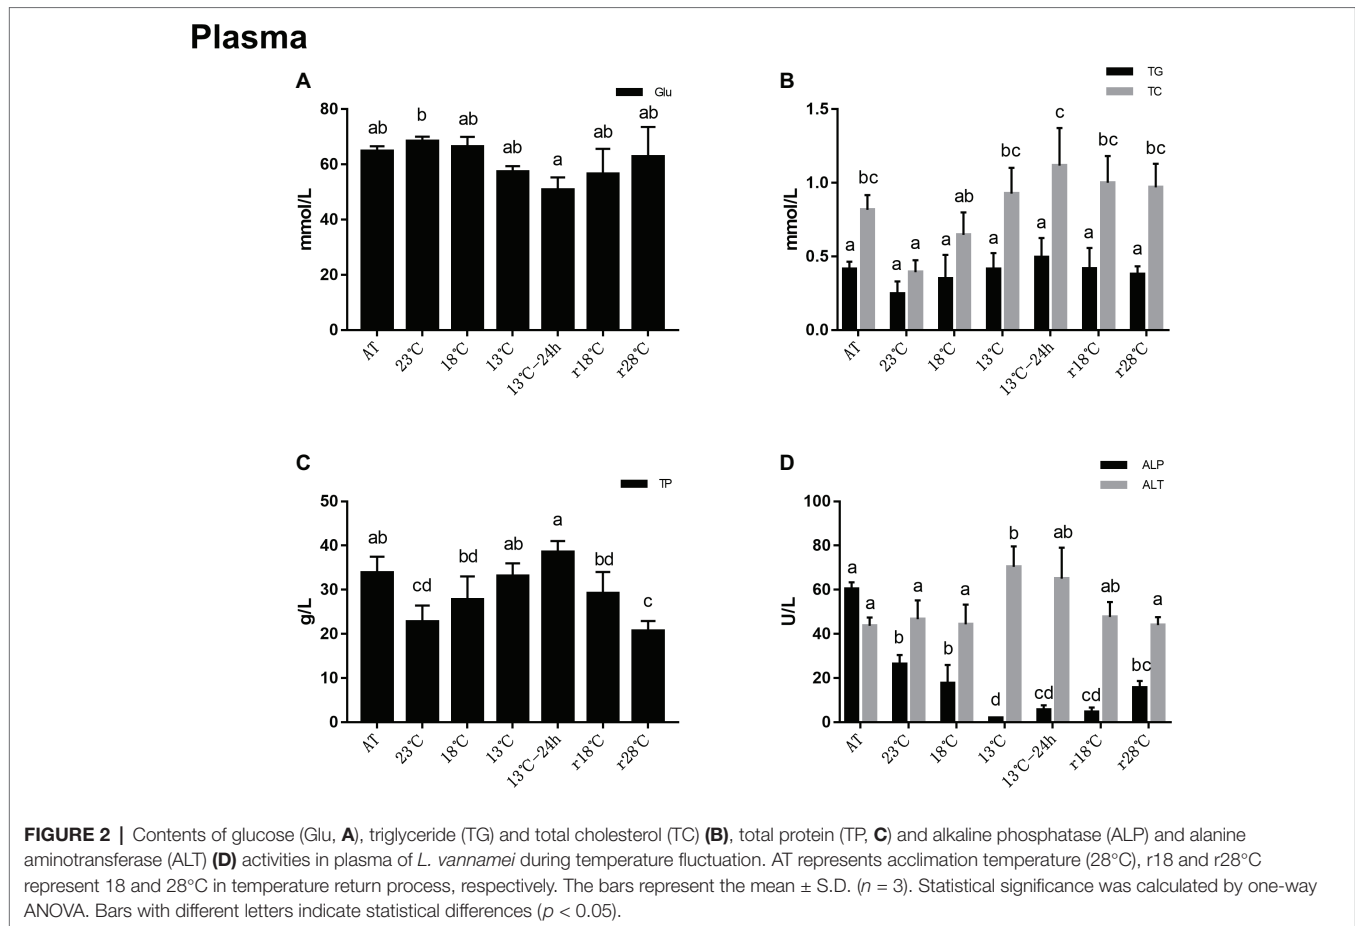 Plasma
A
Glu
80
60
40
20
0
mmol/L
ab
b
ab
ab
a
ab
ab
AT
23℃
18℃
13℃
13℃-24h
r18℃
r28℃
B
TG
TC
1.5
1.0
0.5
0.0
mmol/L
a
bc
a
a
a
ab
a
bc
a
c
a
bc
a
bc
AT
23℃
18℃
13℃
13℃-24h
r18℃
r28℃
C
TP
50
40
30
20
10
0
g/L
ab
cd
bd
ab
a
bd
c
AT
23℃
18℃
13℃
13℃-24h
r18℃
r28℃
D
ALP
ALT
100
80
60
40
20
0
U/L
a
a
b
a
b
a
d
b
cd
ab
cd
ab
bc
a
AT
23℃
18℃
13℃
13℃-24h
r18℃
r28℃
FIGURE 2 | Contents of glucose (Glu, A), triglyceride (TG) and total cholesterol (TC) (B), total protein (TP, C) and alkaline phosphatase (ALP) and alanine
aminotransferase (ALT) (D) activities in plasma of L. vannamei during temperature fluctuation. AT represents acclimation temperature (28°C), r18 and r28°C
represent 18 and 28°C in temperature return process, respectively. The bars represent the mean ± S.D. (n = 3). Statistical significance was calculated by one-way
ANOVA. Bars with different letters indicate statistical differences (p < 0.05).